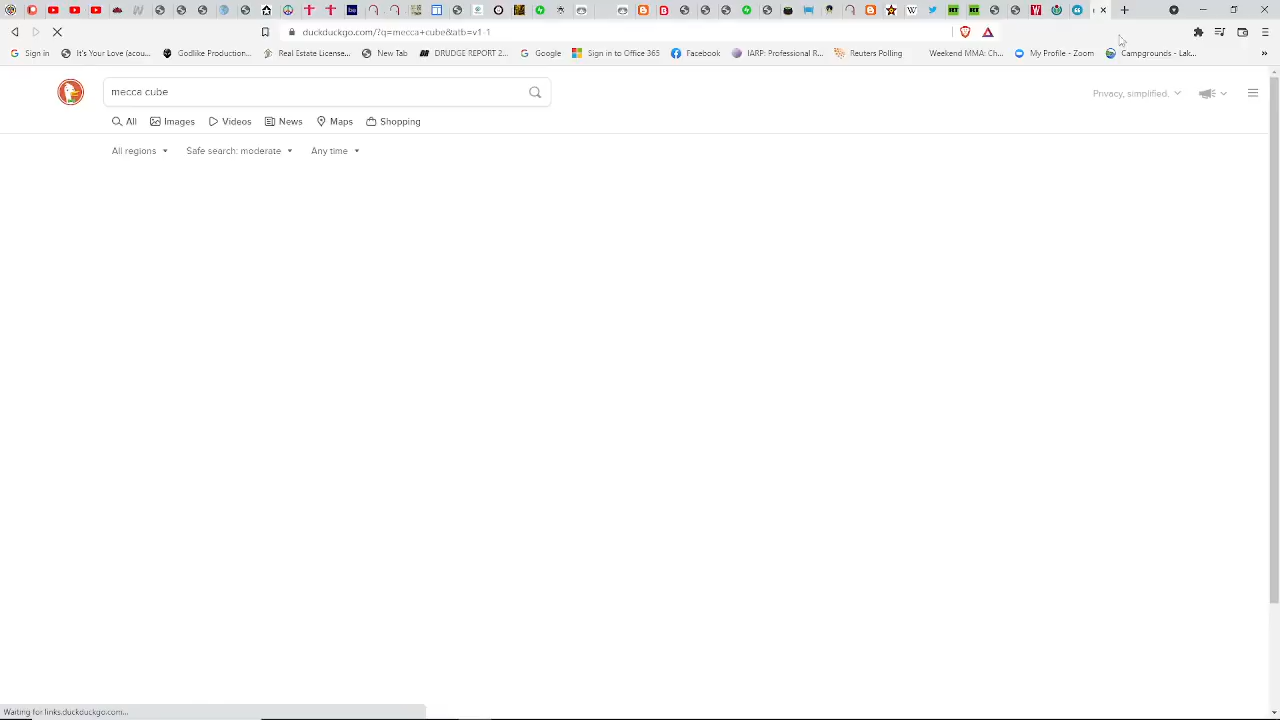 duckduckgo.com/?q=mecca+cube&atb=v1-1
Sign in
It's Your Love (acou...
Godlike Production...
Real Estate License...
New Tab
DRUDGE REPORT 2...
Google
Sign in to Office 365
Facebook
IARP: Professional R...
Reuters Polling
Weekend MMA: Ch...
My Profile - Zoom
Campgrounds - Lak...
»
mecca cube
Privacy, simplified.
All
Images
Videos
News
Maps
Shopping
All regions
Safe search: moderate
Any time
Waiting for links.duckduckgo.com...